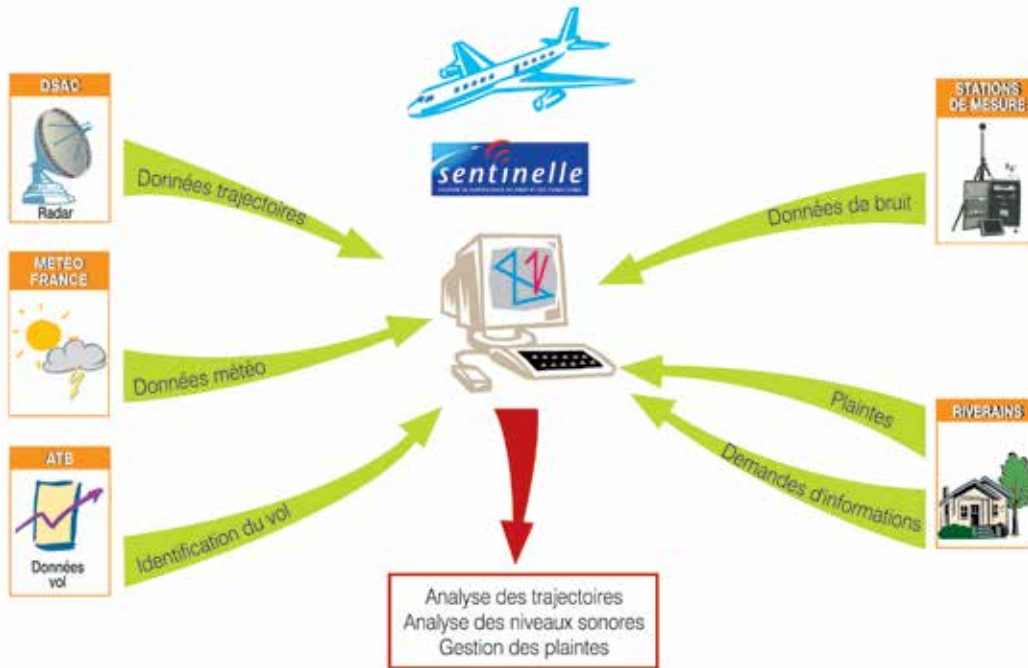 DSAC
Radar
Données trajectoires
MÉTÉO
FRANCE
Données météo
ATB
Données
vol
Identification du vol
sentinelle
STATIONS
DE MESURE
Données de bruit
RIVERAINS
Plaintes
Demandes d'informations
Analyse des trajectoires
Analyse des niveaux sonores
Gestion des plaintes